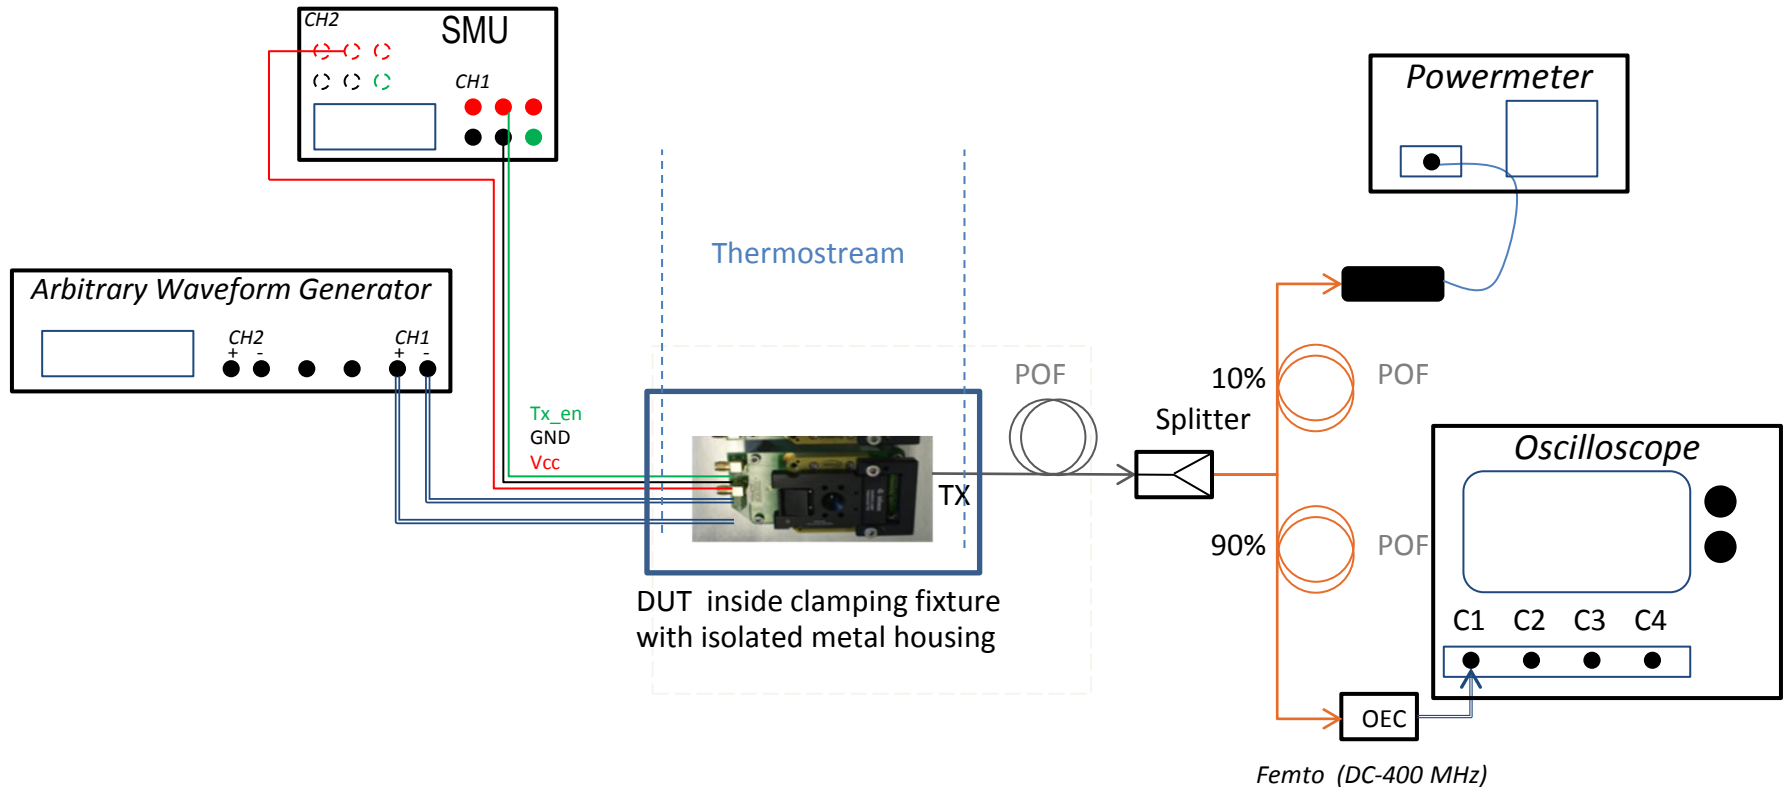 CH2
SMU
CH1
Powermeter
Thermostream
Arbitrary Waveform Generator
CH2
CH1
+ -
+ -
POF
10%
POF
Splitter
Tx_en
GND
Vcc
TX
Oscilloscope
90%
POF
DUT inside clamping fixture
with isolated metal housing
C1 C2 C3 C4
OEC
Femto (DC-400 MHz)